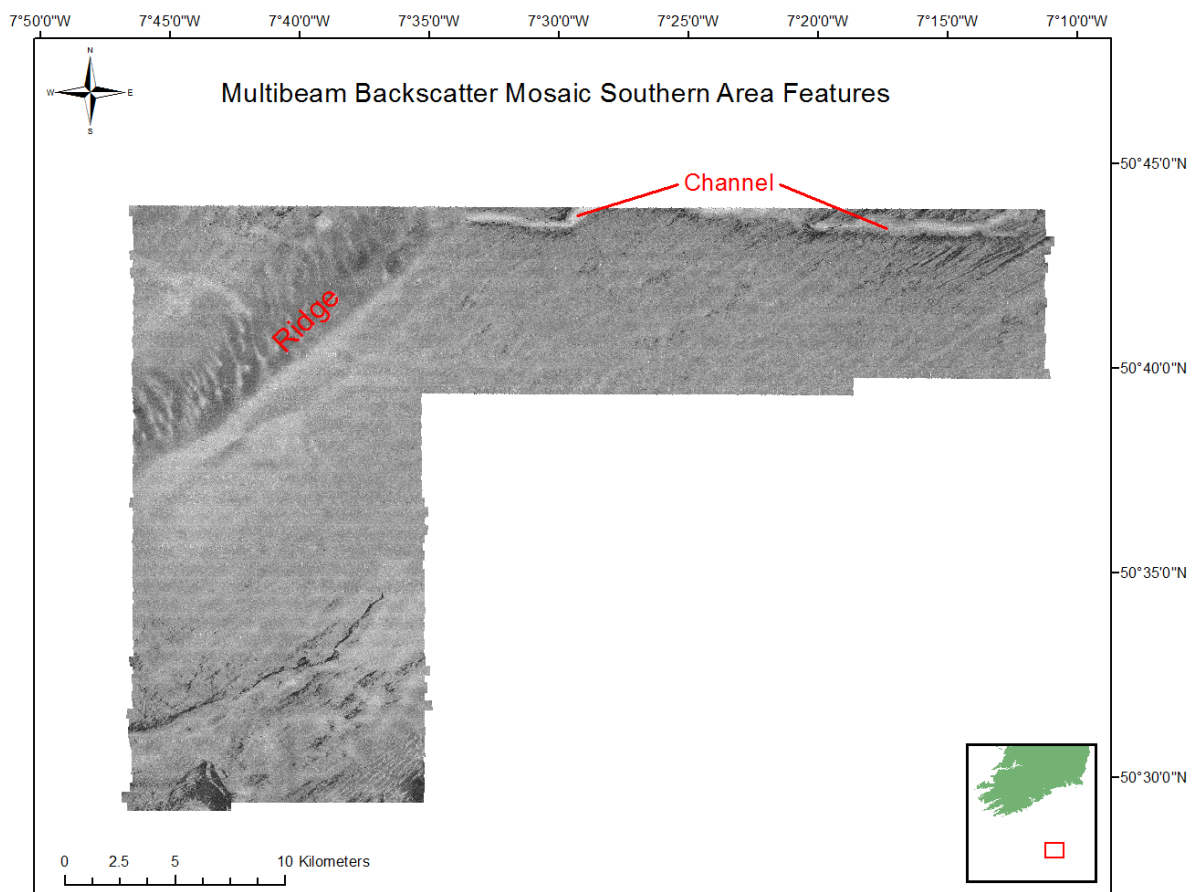 7°50'0"W 7°45'0"W 7°40'0"W 7°35'0"W 7°30'0"W 7°25'0"W 7°20'0"W 7°15'0"W 7°10'0"W
N
W E
S
Multibeam Backscatter Mosaic Southern Area Features
50°45'0"N
Channel
Ridge
50°40'0"N
50°35'0"N
50°30'0"N
0 2.5 5 10 Kilometers